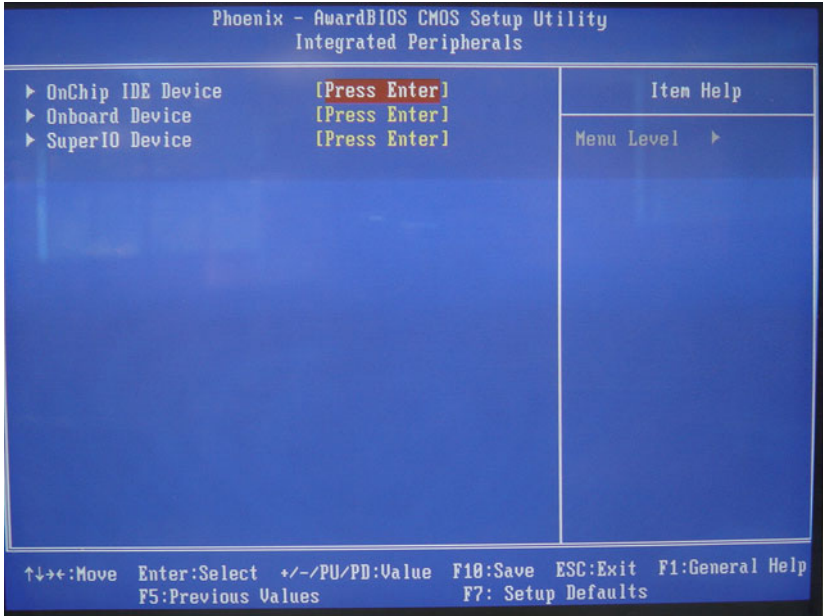 Phoenix - AwardBIOS CMOS Setup Utility
Integrated Peripherals
▶ OnChip IDE Device [Press Enter]
▶ Onboard Device [Press Enter]
▶ SuperIO Device [Press Enter]
Item Help
Menu Level ▶
↑↓→←:Move Enter:Select +/-/PU/PD:Value F10:Save ESC:Exit F1:General Help
F5:Previous Values F7: Setup Defaults